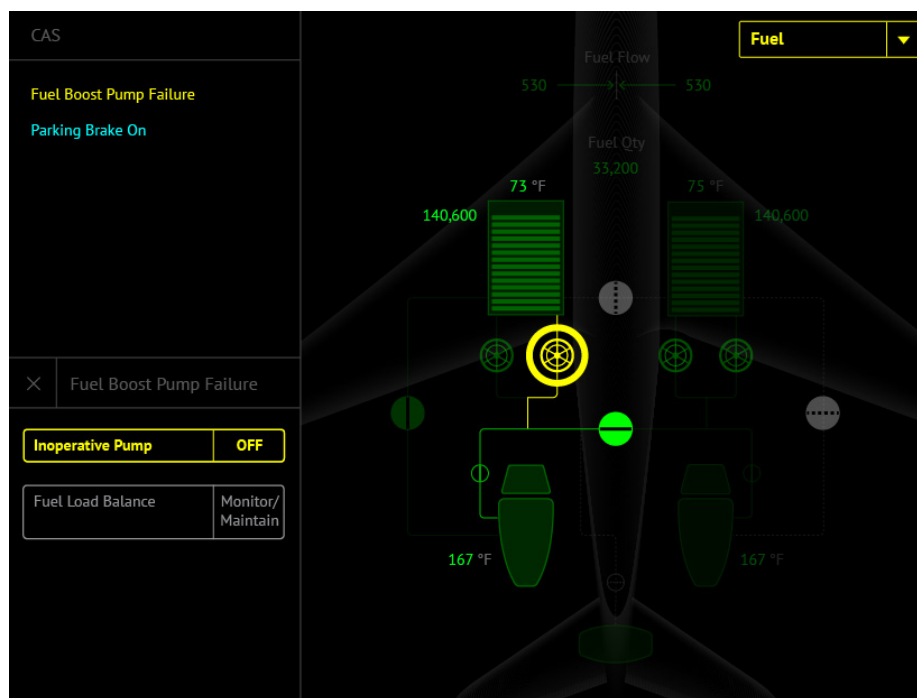 CAS
Fuel
Fuel Flow
530
530
Fuel Boost Pump Failure
Parking Brake On
Fuel Qty
33,200
73 °F
75 °F
140,600
140,600
Fuel Boost Pump Failure
Inoperative Pump
OFF
Fuel Load Balance
Monitor/
Maintain
167 °F
167 °F